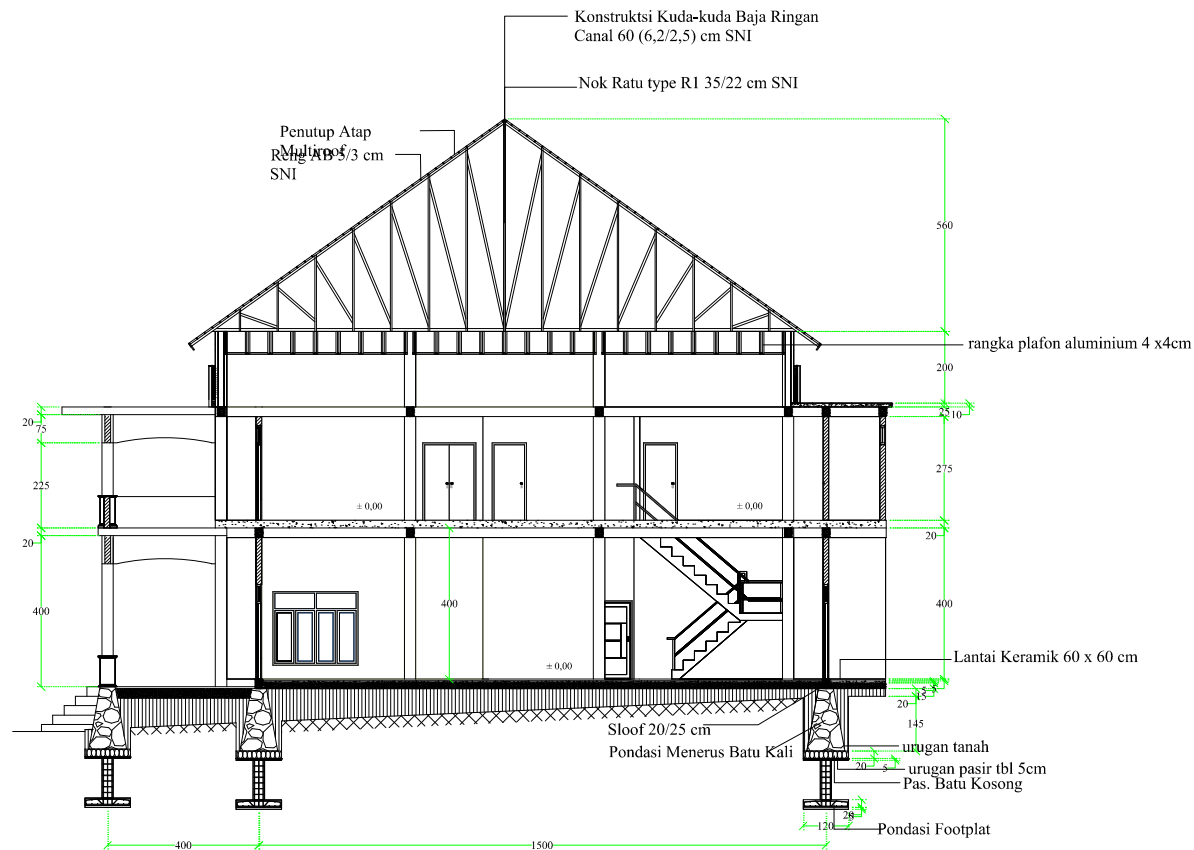 Konstruktsi Kuda-kuda Baja Ringan
Canal 60 (6,2/2,5) cm SNI
Nok Ratu type R1 35/22 cm SNI
Penutup Atap
Multiroof
Reng AB 5/3 cm
SNI
560
rangka plafon aluminium 4 x4cm
200
25
10
20
75
225
275
± 0,00
± 0,00
20
20
400
400
400
± 0,00
Lantai Keramik 60 x 60 cm
5
5
15
20
145
Sloof 20/25 cm
Pondasi Menerus Batu Kali
urugan tanah
20
5
urugan pasir tbl 5cm
Pas. Batu Kosong
120
Pondasi Footplat
400
1500